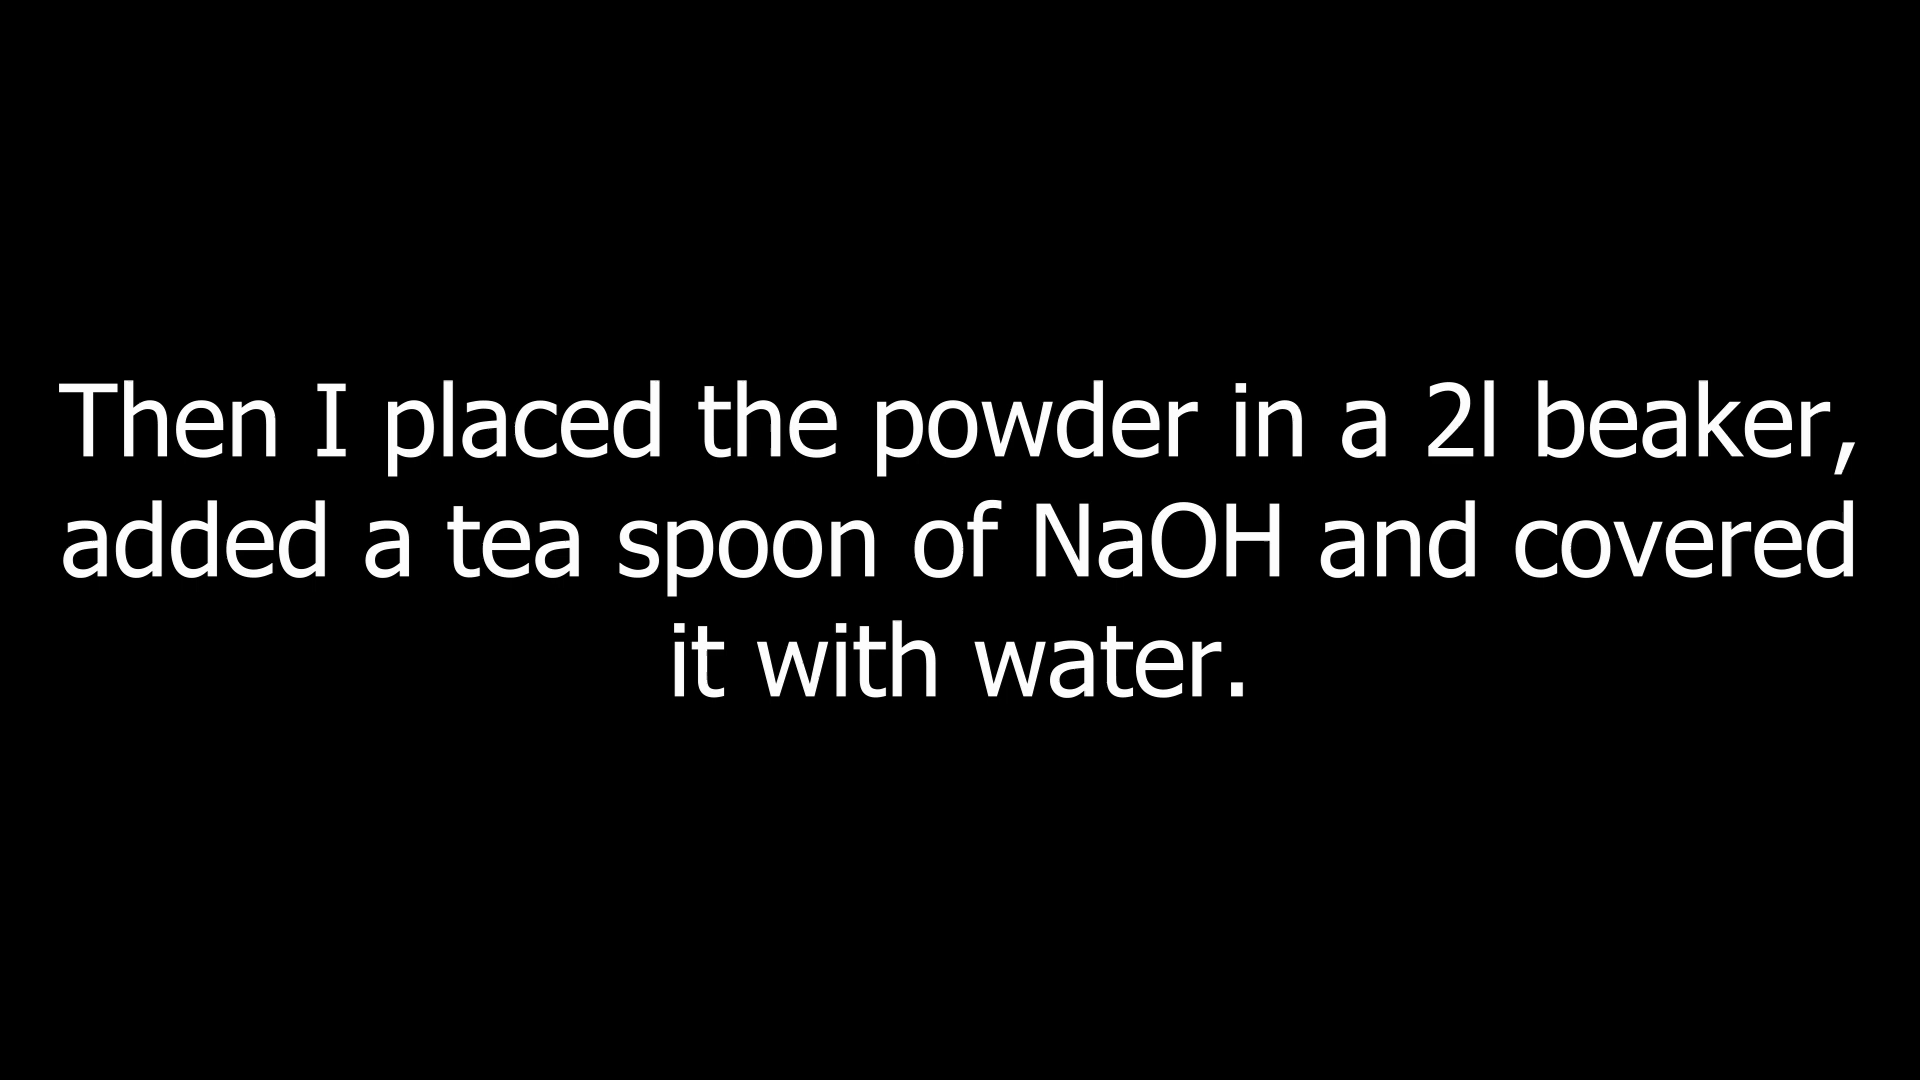 Then I placed the powder in a 2l beaker,
added a tea spoon of NaOH and covered
it with water.